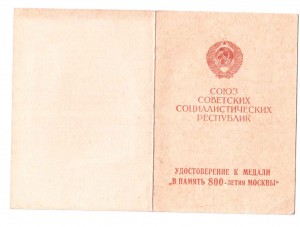 СОЮЗ
СОВЕТСКИХ
СОЦИАЛИСТИЧЕСКИХ
РЕСПУБЛИК
УДОСТОВЕРЕНИЕ К МЕДАЛИ
„В ПАМЯТЬ 800-летия МОСКВЫ“